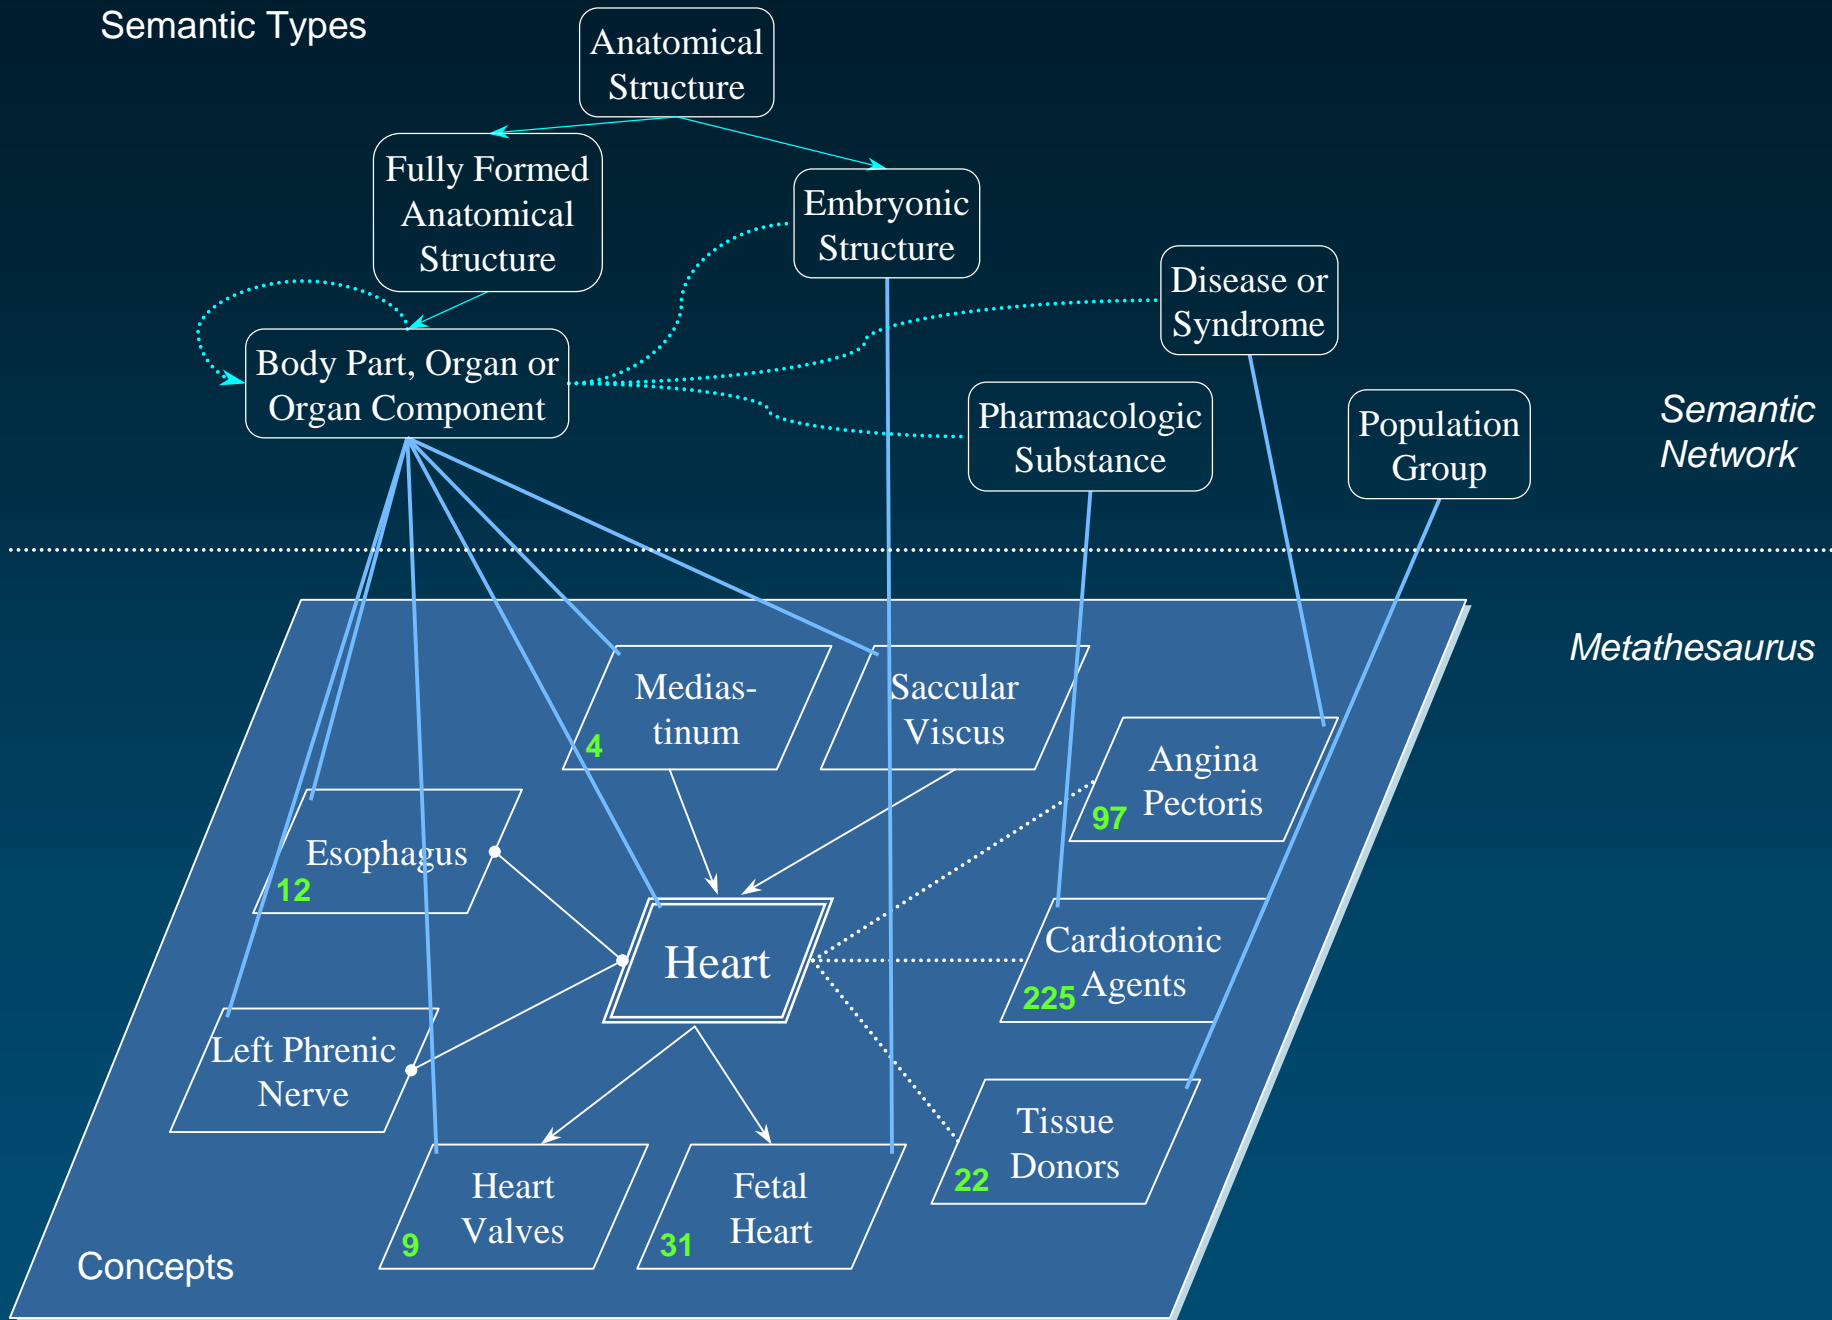 Semantic Types
Anatomical
Structure
Fully Formed
Anatomical
Structure
Embryonic
Structure
Disease or
Syndrome
Body Part, Organ or
Organ Component
Pharmacologic
Substance
Population
Group
Semantic
Network
Metathesaurus
Medias-
tinum
4
Saccular
Viscus
Angina
Pectoris
97
Esophagus
12
Heart
Cardiotonic
Agents
225
Left Phrenic
Nerve
Tissue
Donors
22
Heart
Valves
9
Fetal
Heart
31
Concepts